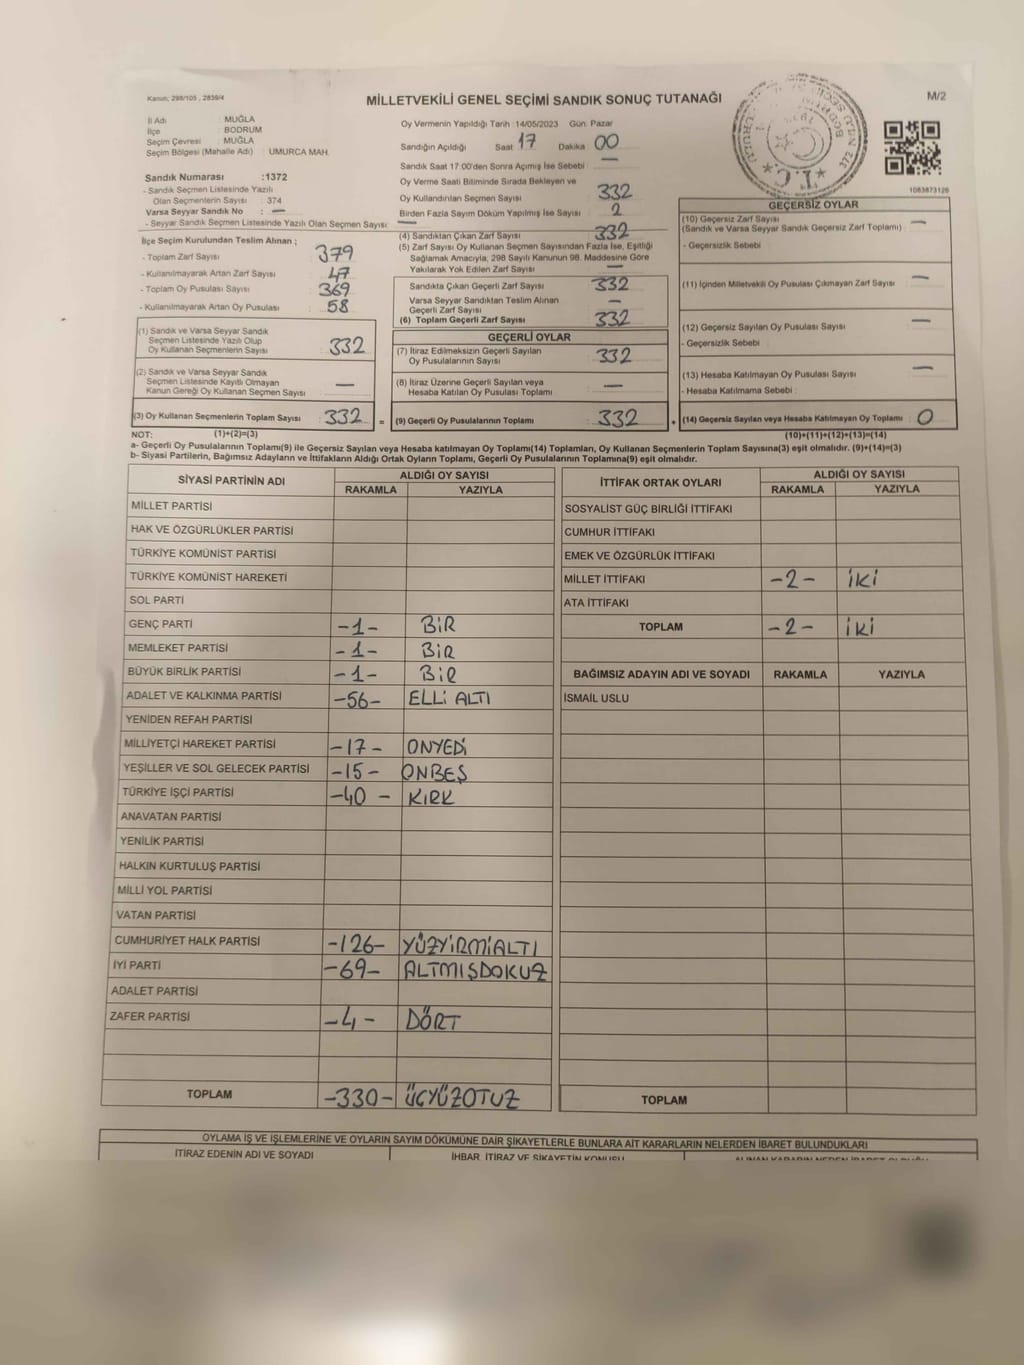 Kanun; 298/105 , 2839/4
MİLLETVEKİLİ GENEL SEÇİMİ SANDIK SONUÇ TUTANAĞI
M/2
İl Adı : MUĞLA
İlçe : BODRUM
Seçim Çevresi : MUĞLA
Seçim Bölgesi (Mahalle Adı) : UMURCA MAH.
Sandık Numarası :1372
- Sandık Seçmen Listesinde Yazılı
Olan Seçmenlerin Sayısı : 374
Varsa Seyyar Sandık No : —
- Seyyar Sandık Seçmen Listesinde Yazılı Olan Seçmen Sayısı: —
İlçe Seçim Kurulundan Teslim Alınan ;
- Toplam Zarf Sayısı : 379
- Kullanılmayarak Artan Zarf Sayısı : 47
- Toplam Oy Pusulası Sayısı : 369
- Kullanılmayarak Artan Oy Pusulası : 58
(1) Sandık ve Varsa Seyyar Sandık
Seçmen Listesinde Yazılı Olup
Oy Kullanan Seçmenlerin Sayısı : 332
(2) Sandık ve Varsa Seyyar Sandık
Seçmen Listesinde Kayıtlı Olmayan
Kanun Gereği Oy Kullanan Seçmen Sayısı : —
(3) Oy Kullanan Seçmenlerin Toplam Sayısı : 332 =
Oy Vermenin Yapıldığı Tarih : 14/05/2023 Gün: Pazar
Sandığın Açıldığı Saat 17 Dakika 00
Sandık Saat 17:00'den Sonra Açımış İse Sebebi : —
Oy Verme Saati Bitiminde Sırada Bekleyen ve
Oy Kullandırılan Seçmen Sayısı : 332
Birden Fazla Sayım Döküm Yapılmış İse Sayısı : 2
(4) Sandıktan Çıkan Zarf Sayısı : 332
(5) Zarf Sayısı Oy Kullanan Seçmen Sayısından Fazla İse, Eşitliği
Sağlamak Amacıyla, 298 Sayılı Kanunun 98. Maddesine Göre
Yakılarak Yok Edilen Zarf Sayısı : —
Sandıkta Çıkan Geçerli Zarf Sayısı : 332
Varsa Seyyar Sandıktan Teslim Alınan
Geçerli Zarf Sayısı : —
(6) Toplam Geçerli Zarf Sayısı : 332
GEÇERLİ OYLAR
(7) İtiraz Edilmeksizin Geçerli Sayılan
Oy Pusulalarının Sayısı : 332
(8) İtiraz Üzerine Geçerli Sayılan veya
Hesaba Katılan Oy Pusulası Toplamı : —
(9) Geçerli Oy Pusulalarının Toplamı : 332 +
1083873126
GEÇERSİZ OYLAR
(10) Geçersiz Zarf Sayısı
(Sandık ve Varsa Seyyar Sandık Geçersiz Zarf Toplamı) : —
- Geçersizlik Sebebi
(11) İçinden Milletvekili Oy Pusulası Çıkmayan Zarf Sayısı : —
(12) Geçersiz Sayılan Oy Pusulası Sayısı : —
- Geçersizlik Sebebi :
(13) Hesaba Katılmayan Oy Pusulası Sayısı : —
- Hesaba Katılmama Sebebi :
(14) Geçersiz Sayılan veya Hesaba Katılmayan Oy Toplamı : 0
NOT: (1)+(2)=(3) (10)+(11)+(12)+(13)=(14)
a- Geçerli Oy Pusulalarının Toplamı(9) ile Geçersiz Sayılan veya Hesaba katılmayan Oy Toplamı(14) Toplamları, Oy Kullanan Seçmenlerin Toplam Sayısına(3) eşit olmalıdır. (9)+(14)=(3)
b- Siyasi Partilerin, Bağımsız Adayların ve İttifakların Aldığı Ortak Oyların Toplamı, Geçerli Oy Pusulalarının Toplamına(9) eşit olmalıdır.
SİYASİ PARTİNİN ADI ALDIĞI OY SAYISI
RAKAMLA YAZIYLA
MİLLET PARTİSİ
HAK VE ÖZGÜRLÜKLER PARTİSİ
TÜRKİYE KOMÜNİST PARTİSİ
TÜRKİYE KOMÜNİST HAREKETİ
SOL PARTİ
GENÇ PARTİ -1- BİR
MEMLEKET PARTİSİ -1- BİR
BÜYÜK BİRLİK PARTİSİ -1- BİR
ADALET VE KALKINMA PARTİSİ -56- ELLİ ALTI
YENİDEN REFAH PARTİSİ
MİLLİYETÇİ HAREKET PARTİSİ -17- ONYEDİ
YEŞİLLER VE SOL GELECEK PARTİSİ -15- ONBEŞ
TÜRKİYE İŞÇİ PARTİSİ -40- KIRK
ANAVATAN PARTİSİ
YENİLİK PARTİSİ
HALKIN KURTULUŞ PARTİSİ
MİLLİ YOL PARTİSİ
VATAN PARTİSİ
CUMHURİYET HALK PARTİSİ -126- YÜZYİRMİALTI
İYİ PARTİ -69- ALTMIŞDOKUZ
ADALET PARTİSİ
ZAFER PARTİSİ -4- DÖRT
TOPLAM -330- ÜÇYÜZOTUZ
İTTİFAK ORTAK OYLARI ALDIĞI OY SAYISI
RAKAMLA YAZIYLA
SOSYALİST GÜÇ BİRLİĞİ İTTİFAKI
CUMHUR İTTİFAKI
EMEK VE ÖZGÜRLÜK İTTİFAKI
MİLLET İTTİFAKI -2- İKİ
ATA İTTİFAKI
TOPLAM -2- İKİ
BAĞIMSIZ ADAYIN ADI VE SOYADI RAKAMLA YAZIYLA
İSMAİL USLU
TOPLAM
OYLAMA İŞ VE İŞLEMLERİNE VE OYLARIN SAYIM DÖKÜMÜNE DAİR ŞİKAYETLERLE BUNLARA AİT KARARLARIN NELERDEN İBARET BULUNDUKLARI
İTİRAZ EDENİN ADI VE SOYADI İHBAR, İTİRAZ VE ŞİKAYETİN KONUSU